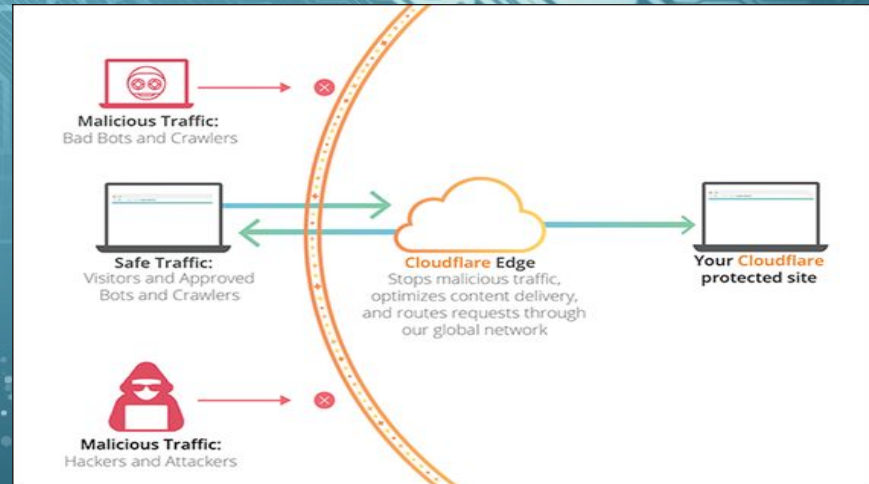 Malicious Traffic:
Bad Bots and Crawlers
Safe Traffic:
Visitors and Approved
Bots and Crawlers
Cloudflare Edge
Stops malicious traffic,
optimizes content delivery,
and routes requests through
our global network
Your Cloudflare
protected site
Malicious Traffic:
Hackers and Attackers